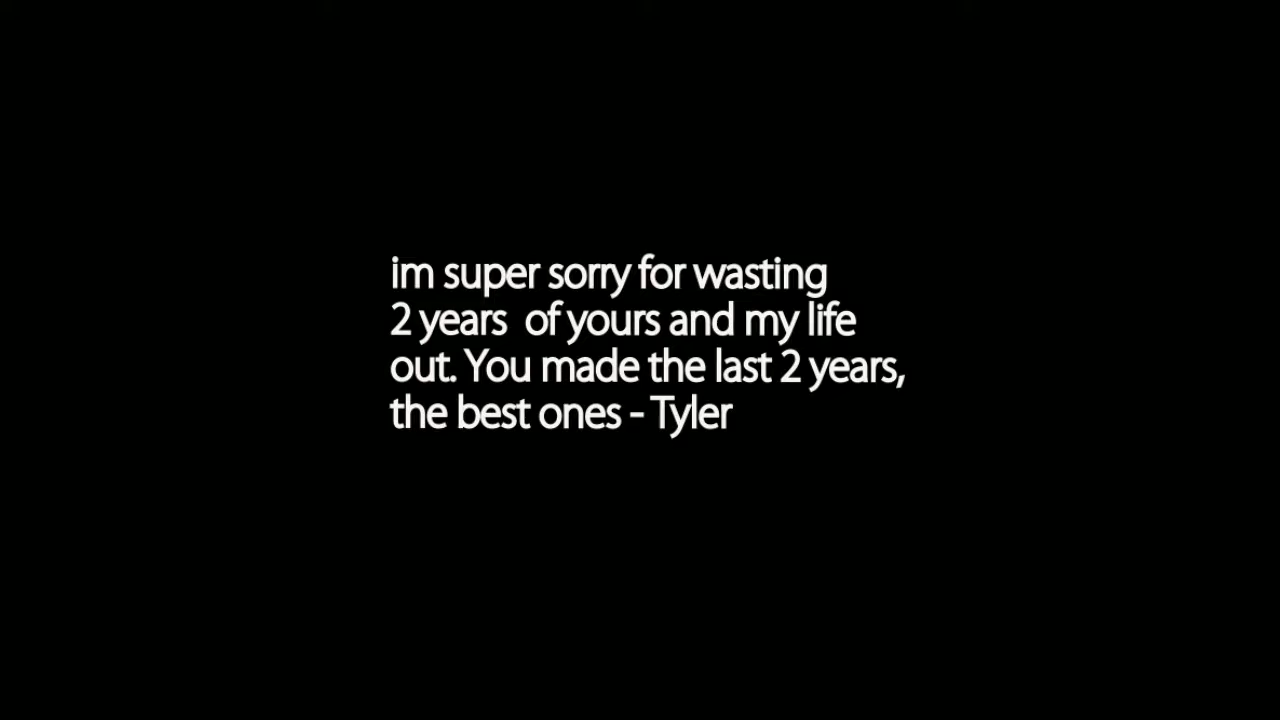 im super sorry for wasting
2 years  of yours and my life
out. You made the last 2 years,
the best ones - Tyler